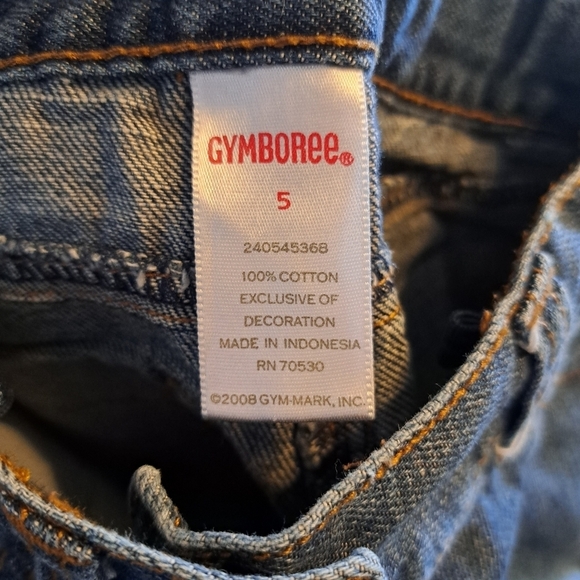 GYMBOREE®
5
240545368
100% COTTON
EXCLUSIVE OF
DECORATION
MADE IN INDONESIA
RN 70530
©2008 GYM-MARK, INC.